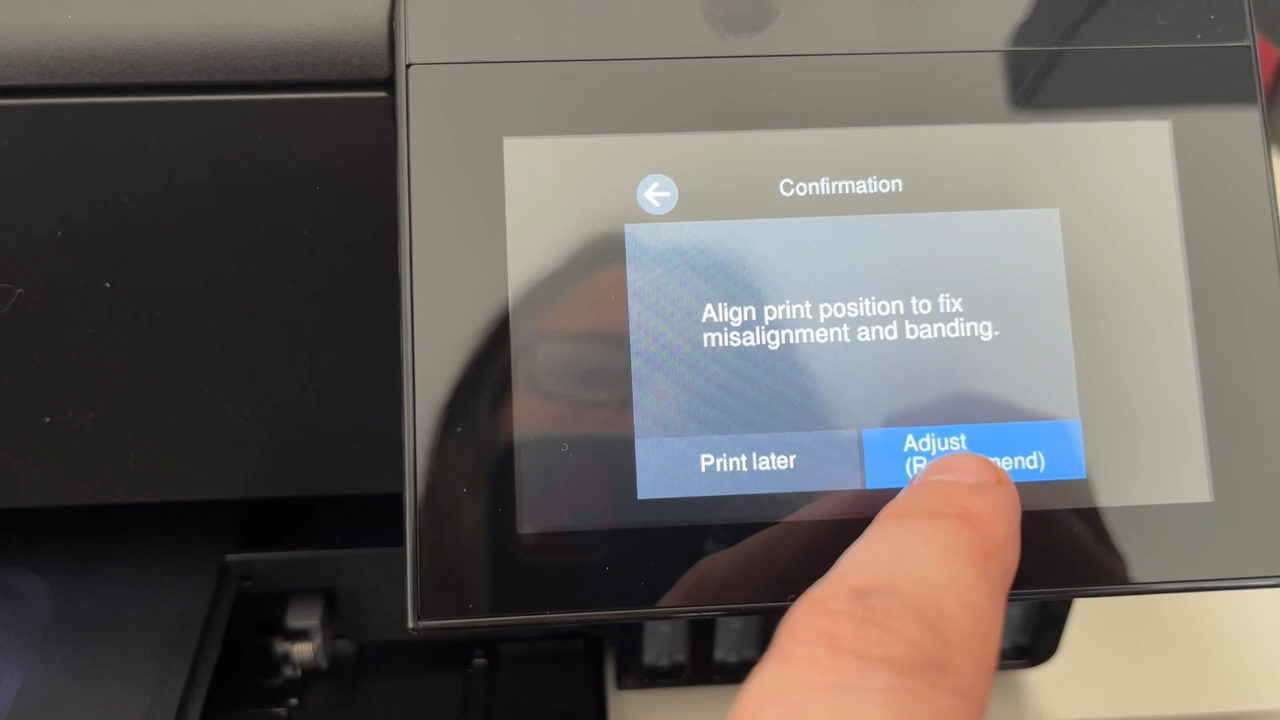 Confirmation
Align print position to fix
misalignment and banding.
Print later
Adjust